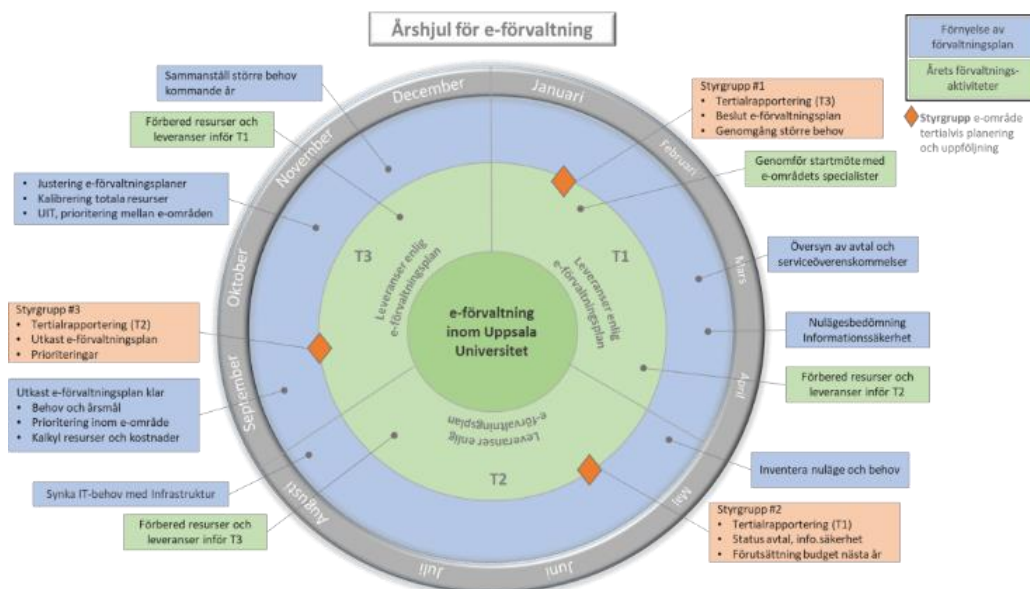 Årshjul för e-förvaltning
Förnyelse av
förvaltningsplan
Årets förvaltnings-
aktiviteter
Styrgrupp e-område
tertialvis planering
och uppföljning
Januari
Februari
Mars
April
Maj
Juni
Juli
Augusti
September
Oktober
November
December
Styrgrupp #1
• Tertialrapportering (T3)
• Beslut e-förvaltningsplan
• Genomgång större behov
Genomför startmöte med
e-områdets specialister
Översyn av avtal och
serviceöverenskommelser
Nulägesbedömning
Informationssäkerhet
Förbered resurser och
leveranser inför T2
Inventera nuläge och behov
Styrgrupp #2
• Tertialrapportering (T1)
• Status avtal, info.säkerhet
• Förutsättning budget nästa år
Förbered resurser och
leveranser inför T3
Synka IT-behov med Infrastruktur
Utkast e-förvaltningsplan klar
• Behov och årsmål
• Prioritering inom e-område
• Kalkyl resurser och kostnader
Styrgrupp #3
• Tertialrapportering (T2)
• Utkast e-förvaltningsplan
• Prioriteringar
• Justering e-förvaltningsplaner
• Kalibrering totala resurser
• UIT, prioritering mellan e-områden
Förbered resurser och
leveranser inför T1
Sammanställ större behov
kommande år
T1
Leveranser enlig
e-förvaltningsplan
T2
Leveranser enlig
e-förvaltningsplan
T3
Leveranser enlig
e-förvaltningsplan
e-förvaltning
inom Uppsala
Universitet